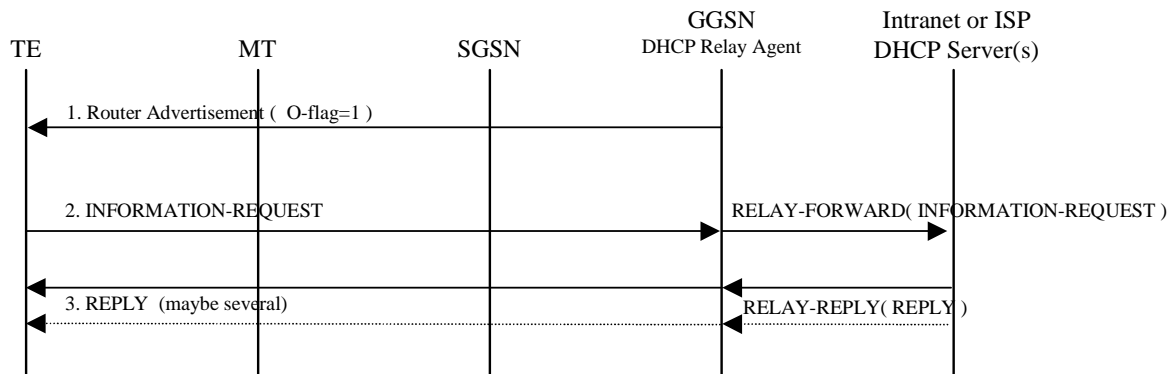 TE
MT
SGSN
GGSN
DHCP Relay Agent
Intranet or ISP
DHCP Server(s)
1. Router Advertisement ( O-flag=1 )
2. INFORMATION-REQUEST
RELAY-FORWARD( INFORMATION-REQUEST )
3. REPLY (maybe several)
RELAY-REPLY( REPLY )